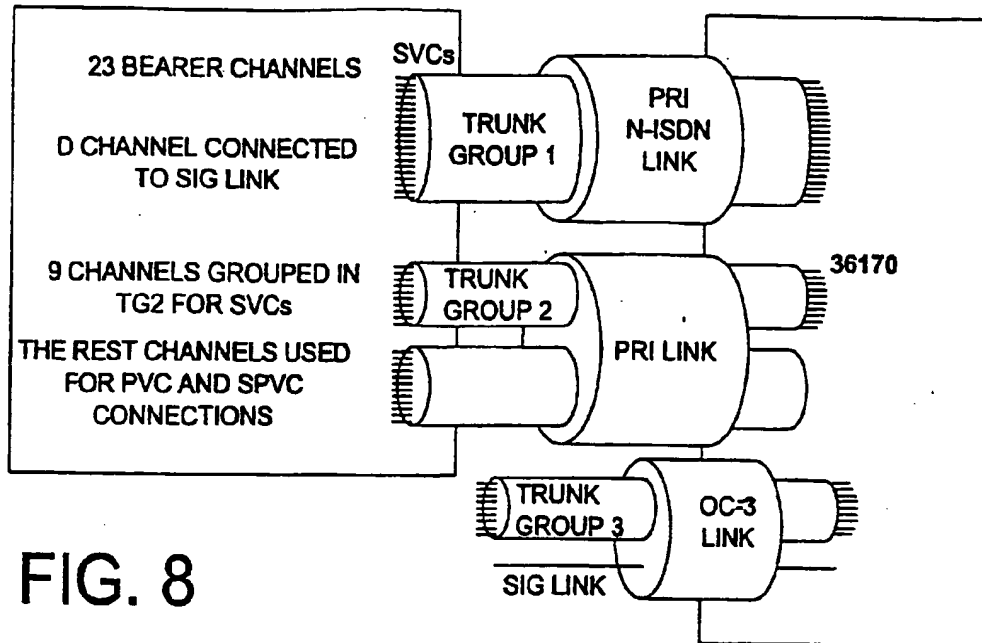 23 BEARER CHANNELS
D CHANNEL CONNECTED
TO SIG LINK
9 CHANNELS GROUPED IN
TG2 FOR SVCs
THE REST CHANNELS USED
FOR PVC AND SPVC
CONNECTIONS
SVCs
TRUNK
GROUP 1
PRI
N-ISDN
LINK
TRUNK
GROUP 2
PRI LINK
36170
TRUNK
GROUP 3
OC-3
LINK
SIG LINK
FIG. 8